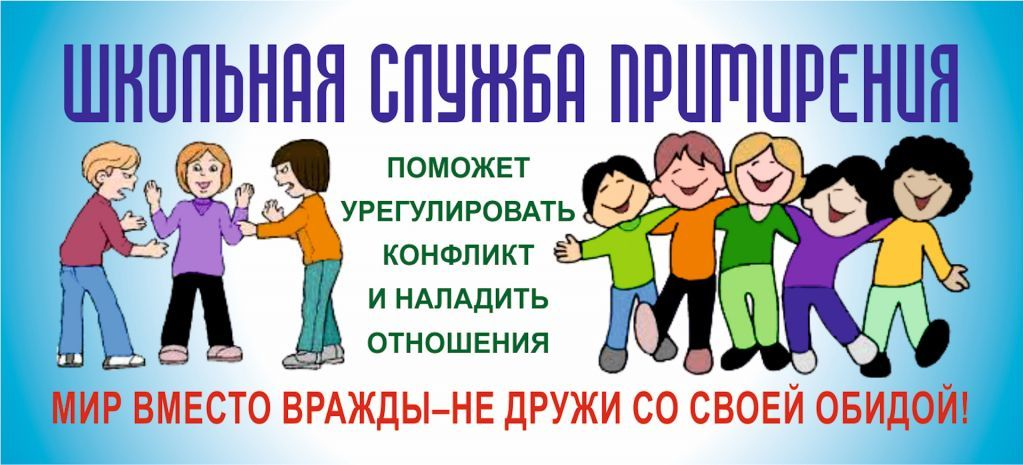 ШКОЛЬНАЯ СЛУЖБА ПРИМИРЕНИЯ
ПОМОЖЕТ
УРЕГУЛИРОВАТЬ
КОНФЛИКТ
И НАЛАДИТЬ
ОТНОШЕНИЯ
МИР ВМЕСТО ВРАЖДЫ–НЕ ДРУЖИ СО СВОЕЙ ОБИДОЙ!